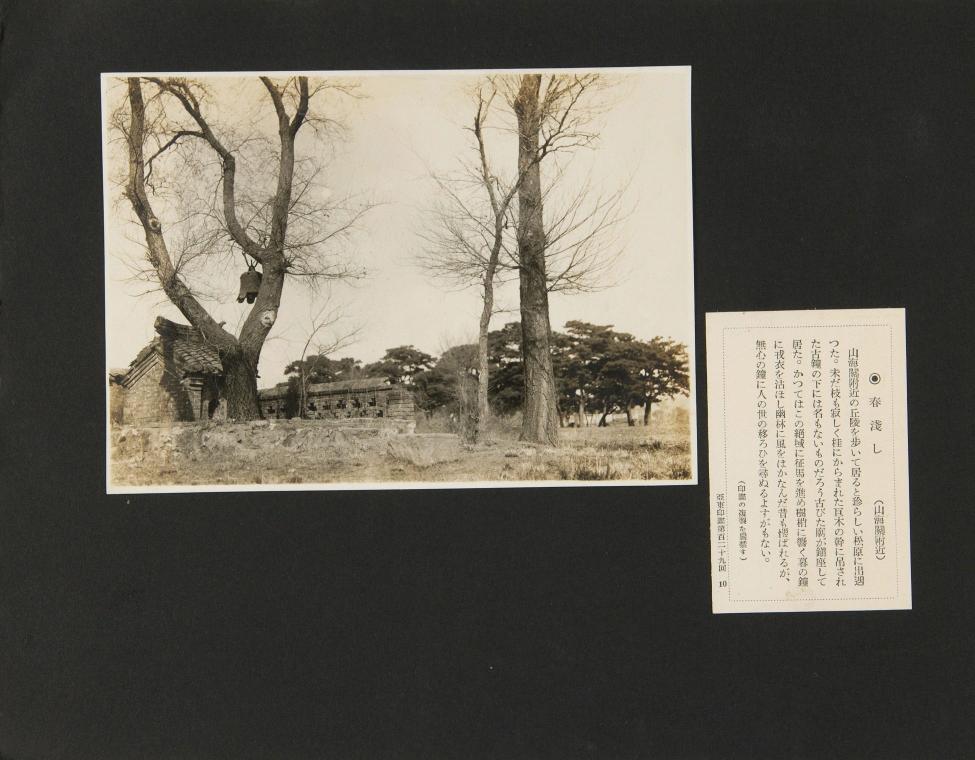 ◉ 春淺し (山海關附近)
山海關附近の丘陵を歩いて居ると珍らしい松原に出遇
つた。未だ枝も寂しく
にからまれた巨木の幹に吊され
た古鐘の下には名もないものだろう古びた廟が鎮座して
居た。かつてはこの絕域に征馬を進め樹梢に響く暮の鐘
に戎衣を沾ほし幽林に風をはかなんだ昔も偲ばれるが、
無心の鐘に人の世の移ろひを尋ぬるよすがもない。
(印畫の複製を嚴禁す)
亞東印畫第百二十九回 10